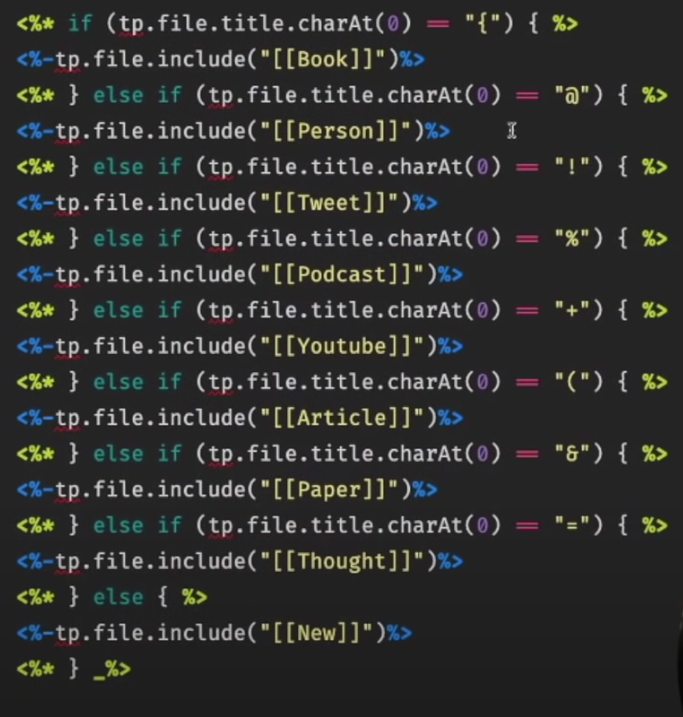 <%* if (tp.file.title.charAt(0) == "{") { %>
<%-tp.file.include("[[Book]]")%>
<%* } else if (tp.file.title.charAt(0) == "@") { %>
<%-tp.file.include("[[Person]]")%>
<%* } else if (tp.file.title.charAt(0) == "!") { %>
<%-tp.file.include("[[Tweet]]")%>
<%* } else if (tp.file.title.charAt(0) == "%") { %>
<%-tp.file.include("[[Podcast]]")%>
<%* } else if (tp.file.title.charAt(0) == "+") { %>
<%-tp.file.include("[[Youtube]]")%>
<%* } else if (tp.file.title.charAt(0) == "(") { %>
<%-tp.file.include("[[Article]]")%>
<%* } else if (tp.file.title.charAt(0) == "&") { %>
<%-tp.file.include("[[Paper]]")%>
<%* } else if (tp.file.title.charAt(0) == "=") { %>
<%-tp.file.include("[[Thought]]")%>
<%* } else { %>
<%-tp.file.include("[[New]]")%>
<%* } _%>